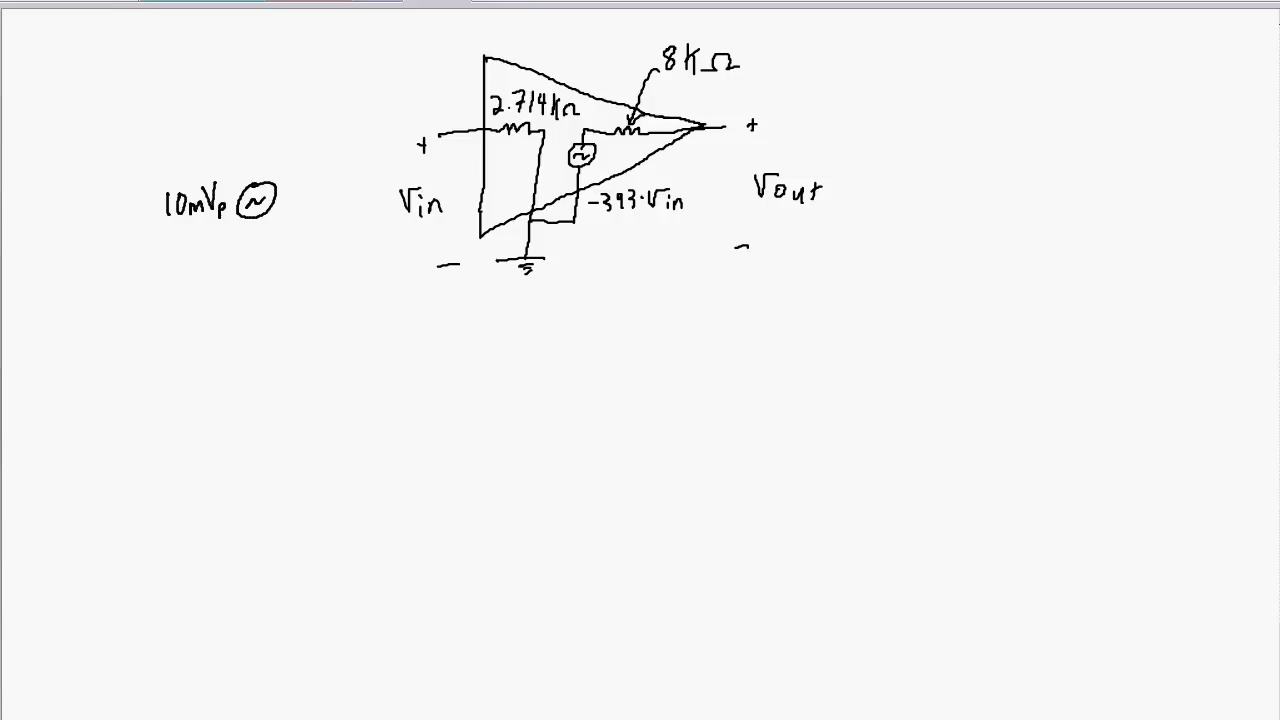 8KΩ
2.714KΩ
+ +
10mVp Vin -393·Vin Vout
− −